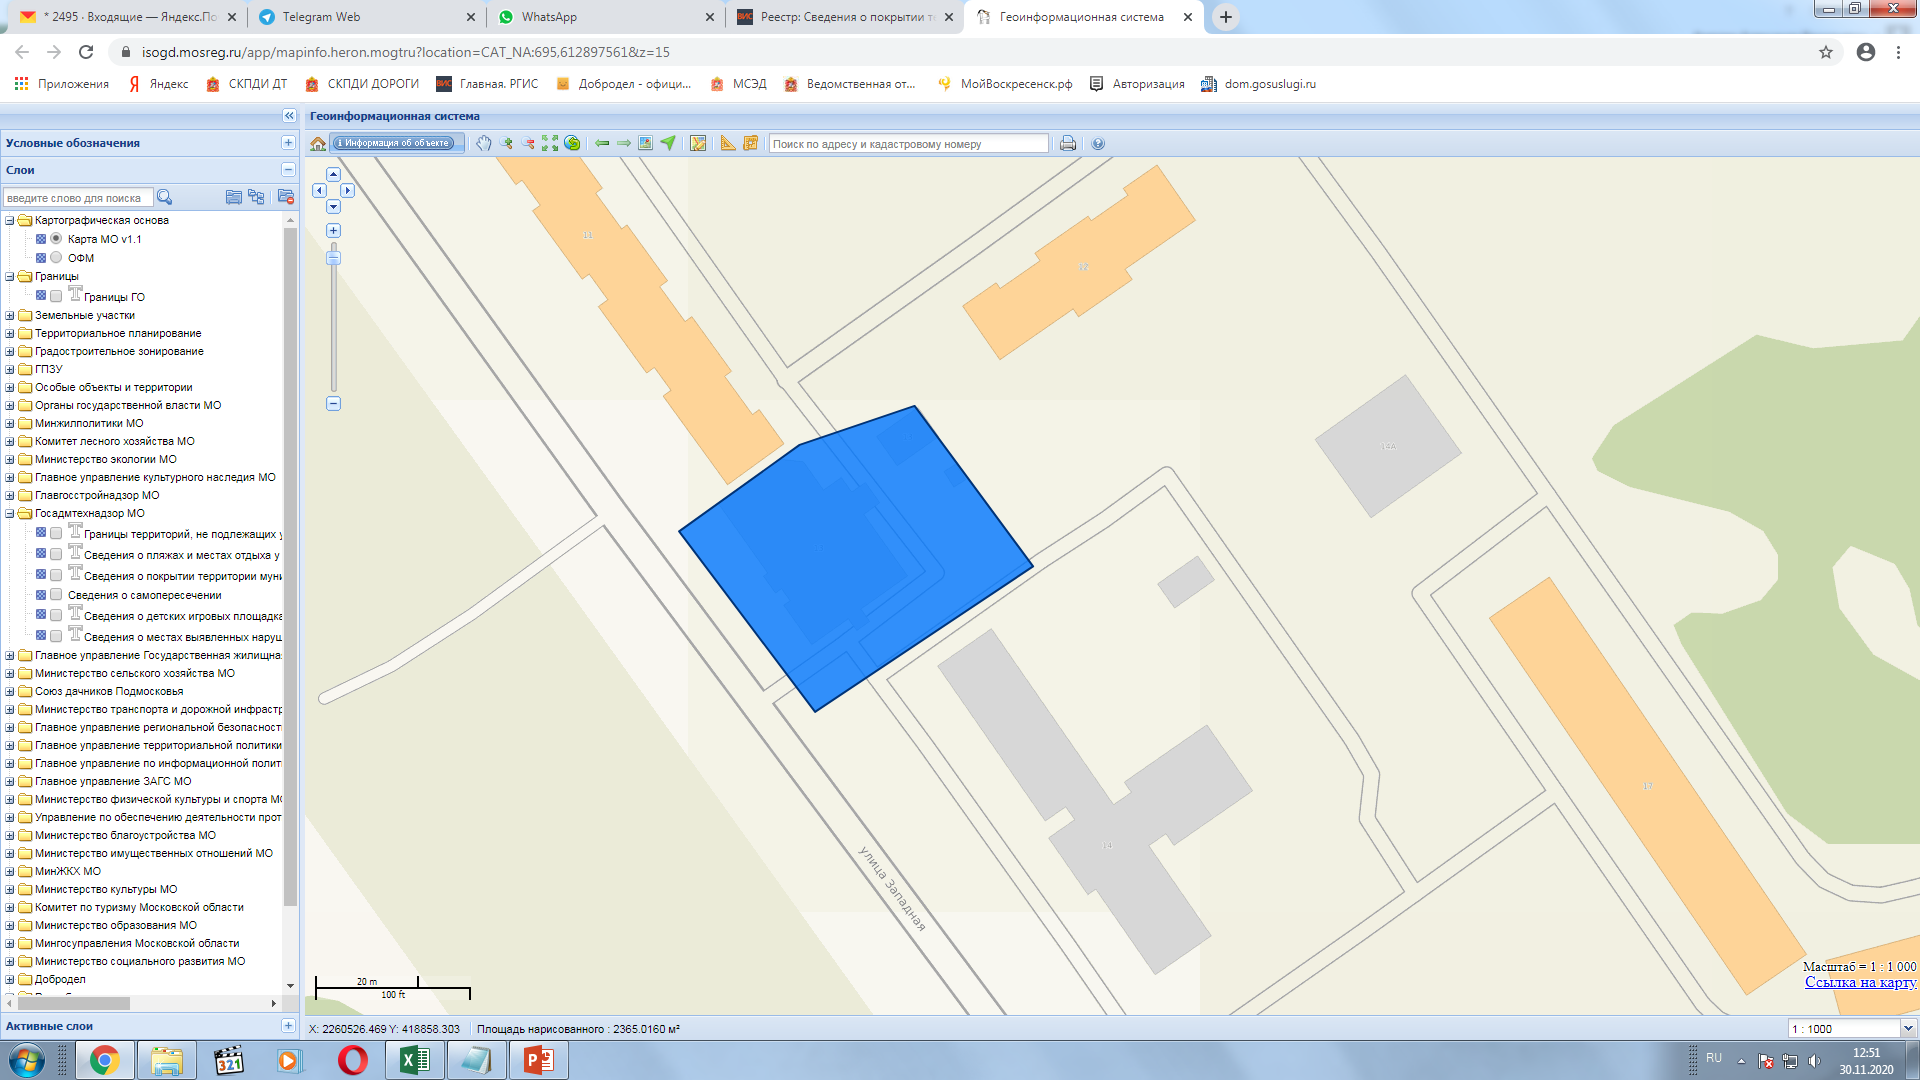 * 2495 · Входящие — Яндекс.По
Telegram Web
WhatsApp
Реестр: Сведения о покрытии т
Геоинформационная система
isogd.mosreg.ru/app/mapinfo.heron.mogtru?location=CAT_NA:695,612897561&z=15
Приложения
Яндекс
СКПДИ ДТ
СКПДИ ДОРОГИ
Главная. РГИС
Добродел - офици...
МСЭД
Ведомственная от...
МойВоскресенск.рф
Авторизация
dom.gosuslugi.ru
Геоинформационная система
Условные обозначения
Информация об объекте
Поиск по адресу и кадастровому номеру
Слои
введите слово для поиска
Картографическая основа
Карта МО v1.1
ОФМ
Границы
Границы ГО
Земельные участки
Территориальное планирование
Градостроительное зонирование
ГПЗУ
Особые объекты и территории
Органы государственной власти МО
Минжилполитики МО
Комитет лесного хозяйства МО
Министерство экологии МО
Главное управление культурного наследия МО
Главгосстройнадзор МО
Госадмтехнадзор МО
Границы территорий, не подлежащих у
Сведения о пляжах и местах отдыха у
Сведения о покрытии территории муни
Сведения о самопересечении
Сведения о детских игровых площадка
Сведения о местах выявленных наруш
Главное управление Государственная жилищна
Министерство сельского хозяйства МО
Союз дачников Подмосковья
Министерство транспорта и дорожной инфрастр
Главное управление региональной безопасност
Главное управление территориальной политики
Главное управление по информационной полит
Главное управление ЗАГС МО
Министерство физической культуры и спорта МО
Управление по обеспечению деятельности прот
Министерство благоустройства МО
Министерство имущественных отношений МО
МинЖКХ МО
Министерство культуры МО
Комитет по туризму Московской области
Министерство образования МО
Мингосуправления Московской области
Министерство социального развития МО
Добродел
Активные слои
11
12
14А
17
14
улица Западная
20 m
100 ft
Масштаб = 1 : 1 000
Ссылка на карту
X: 2260526.469 Y: 418858.303
Площадь нарисованного : 2365.0160 м²
1 : 1000
321
RU
12:51
30.11.2020